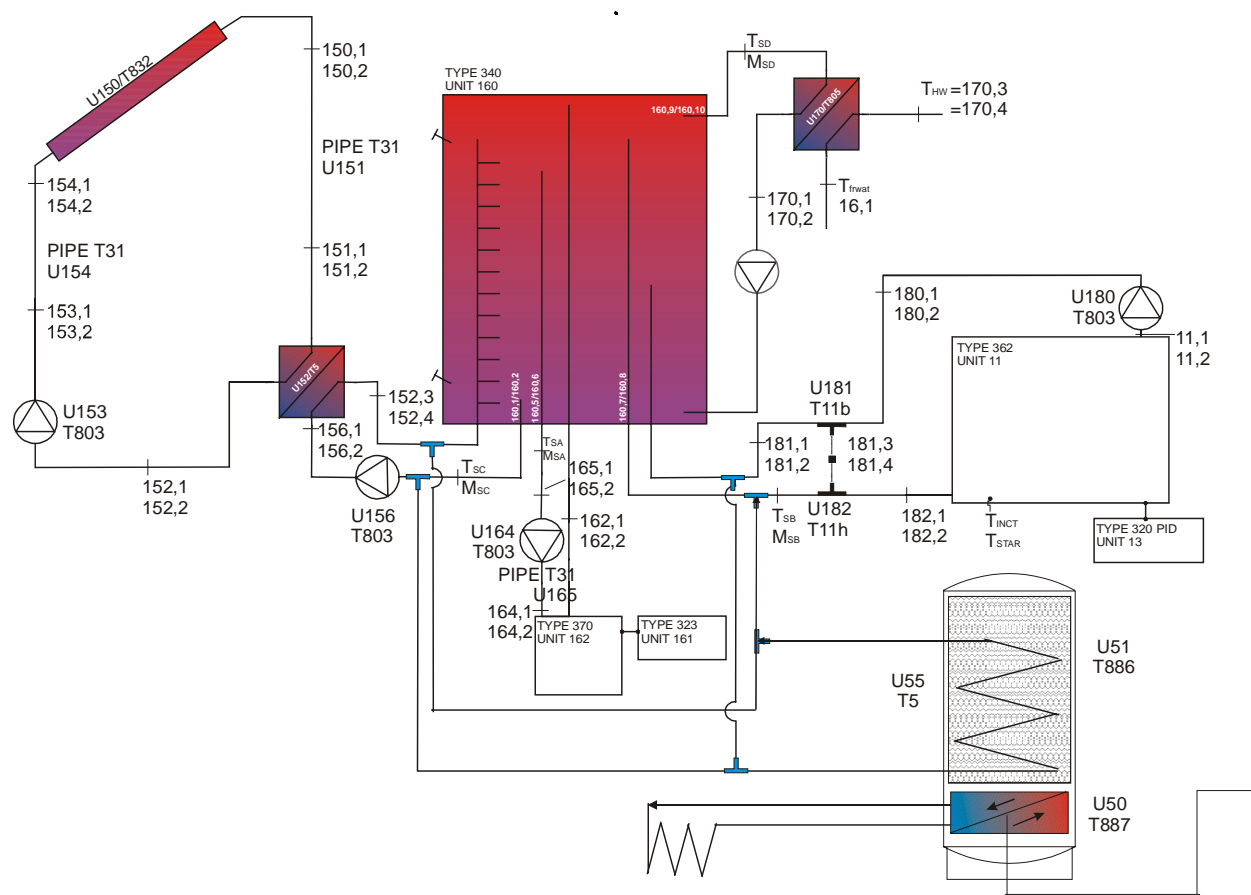 U150/T832
150,1
150,2
PIPE T31
U151
154,1
154,2
PIPE T31
U154
151,1
151,2
153,1
153,2
U153
T803
U152/T5
152,3
152,4
156,1
156,2
152,1
152,2
U156
T803
TSC
MSC
TYPE 340
UNIT 160
160,9/160,10
160,1/160,2
160,5/160,6
160,7/160,8
TSD
MSD
U170/T805
THW =170,3
=170,4
Tfrwat
16,1
170,1
170,2
TSA
MSA
165,1
165,2
U164
T803
162,1
162,2
PIPE T31
U165
164,1
164,2
TYPE 370
UNIT 162
TYPE 323
UNIT 161
180,1
180,2
U180
T803
11,1
11,2
TYPE 362
UNIT 11
U181
T11b
181,1
181,2
181,3
181,4
TSB
MSB
U182
T11h
182,1
182,2
TINCT
TSTAR
TYPE 320 PID
UNIT 13
U55
T5
U51
T886
U50
T887